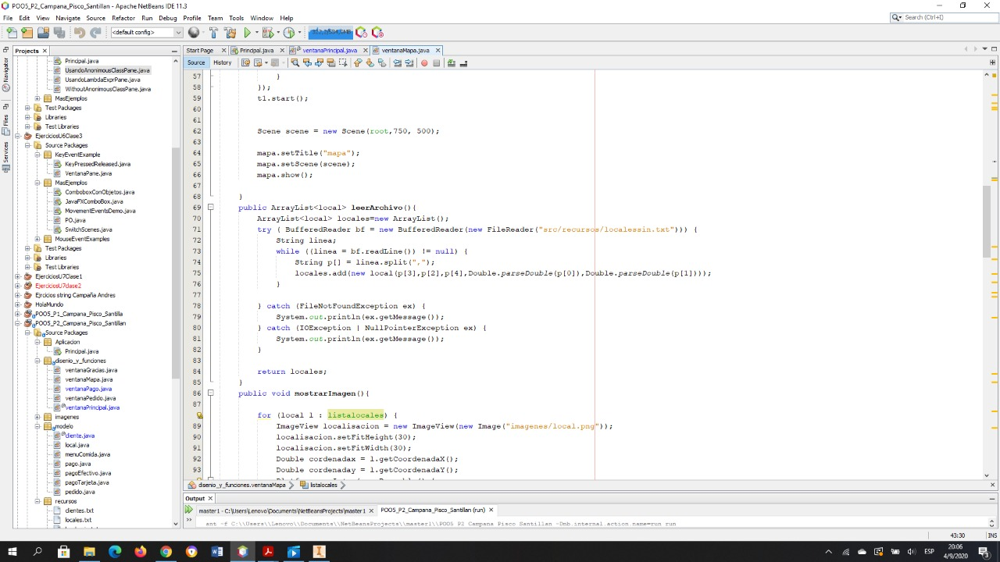 POO5_P2_Campana_Pisco_Santillan - Apache NetBeans IDE 11.3
File Edit View Navigate Source Refactor Run Debug Profile Team Tools Window Help
Search (Ctrl+I)
<default config>
Projects
Start Page Principal.java ventanaPrincipal.java ventanaMapa.java
Source History
Navigator
Files
Services
Principal.java
UsandoAnonimousClassPane.java
UsandoLambdaExprPane.java
WithoutAnonimousClassPane.java
MasEjemplos
Test Packages
Libraries
Test Libraries
EjerciciosU6Clase3
Source Packages
KeyEventExample
KeyPressedReleased.java
VentanaPane.java
MasEjemplos
ComboboxConObjetos.java
JavaFXComboBox.java
MovementEventsDemo.java
PO.java
SwitchScenes.java
MouseEventExamples
Test Packages
Libraries
Test Libraries
EjerciciosU7Clase1
EjerciciosU7clase2
Ejrcicios string Campaña Andres
HolaMundo
POO5_P1_Campana_Pisco_Santilla
POO5_P2_Campana_Pisco_Santillan
Source Packages
Aplicacion
Principal.java
disenio_y_funciones
ventanaGracias.java
ventanaMapa.java
ventanaPago.java
ventanaPedido.java
ventanaPrincipal.java
imagenes
modelo
cliente.java
local.java
menuComida.java
pago.java
pagoEfectivo.java
pagoTarjeta.java
pedido.java
recursos
clientes.txt
locales.txt
57 }
58 });
59 t1.start();
60
61
62 Scene scene = new Scene(root,750, 500);
63
64 mapa.setTitle("mapa");
65 mapa.setScene(scene);
66 mapa.show();
67
68 }
69 public ArrayList<local> leerArchivo(){
70 ArrayList<local> locales=new ArrayList();
71 try ( BufferedReader bf = new BufferedReader(new FileReader("src/recursos/localessin.txt"))) {
72 String linea;
73 while ((linea = bf.readLine()) != null) {
74 String p[] = linea.split(",");
75 locales.add(new local(p[3],p[2],p[4],Double.parseDouble(p[0]),Double.parseDouble(p[1])));
76 }
77
78 } catch (FileNotFoundException ex) {
79 System.out.println(ex.getMessage());
80 } catch (IOException | NullPointerException ex) {
81 System.out.println(ex.getMessage());
82 }
83
84 return locales;
85 }
86 public void mostrarImagen(){
87
for (local l : listalocales) {
89 ImageView localisacion = new ImageView(new Image("imagenes/local.png"));
90 localisacion.setFitHeight(30);
91 localisacion.setFitWidth(30);
92 Double cordenadax = l.getCoordenadaX();
93 Double cordenaday = l.getCoordenadaY();
disenio_y_funciones.ventanaMapa listalocales
Output
master1 - C:\Users\Lenovo\Documents\NetBeansProjects\master1 POO5_P2_Campana_Pisco_Santillan (run)
ant -f C:\\Users\\Lenovo\\Documents\\NetBeansProjects\\master1\\POO5_P2_Campana_Pisco_Santillan -Dnb.internal.action.name=run run
43:30 INS
ESP 20:06
4/9/2020